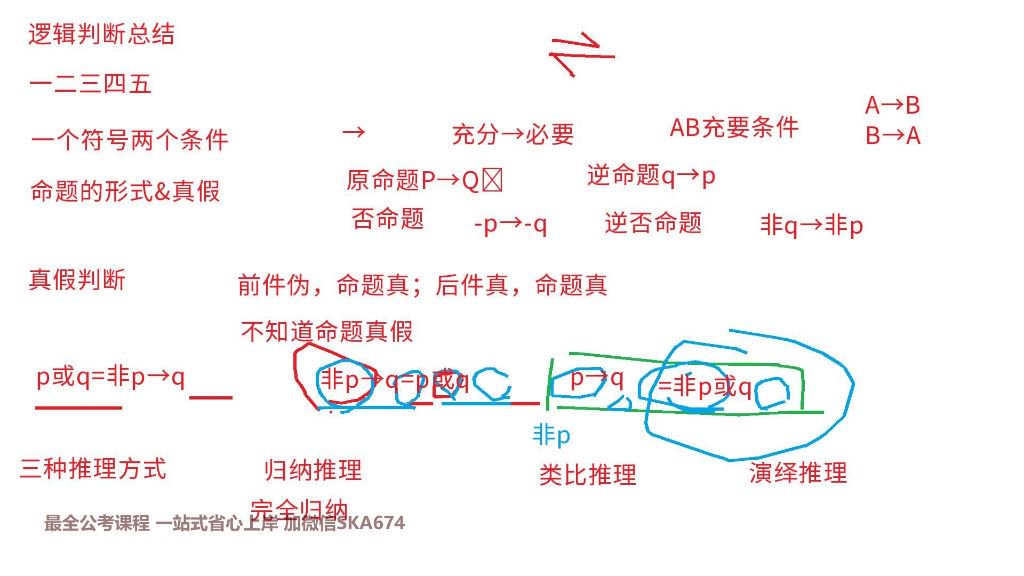 逻辑判断总结
一二三四五
一个符号两个条件 → 充分→必要 AB充要条件 A→B
B→A
命题的形式&真假 原命题P→Q 逆命题q→p
否命题 -p→-q 逆否命题 非q→非p
真假判断 前件伪，命题真；后件真，命题真
不知道命题真假
p或q=非p→q 非p→q=p或q p→q =非p或q
非p
三种推理方式 归纳推理 类比推理 演绎推理
完全归纳
最全公考课程 一站式省心上岸 加微信SKA674